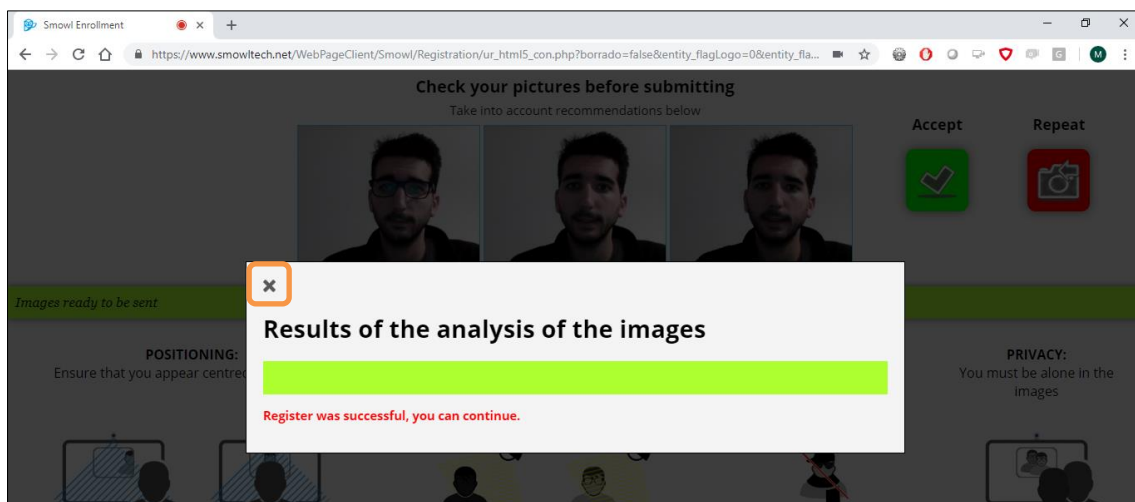 Smowl Enrollment
https://www.smowltech.net/WebPageClient/Smowl/Registration/ur_html5_con.php?borrado=false&entity_flagLogo=0&entity_fla...
G
M
Check your pictures before submitting
Take into account recommendations below
Accept
Repeat
Images ready to be sent
Results of the analysis of the images
Register was successful, you can continue.
POSITIONING:
Ensure that you appear centred
PRIVACY:
You must be alone in the
images